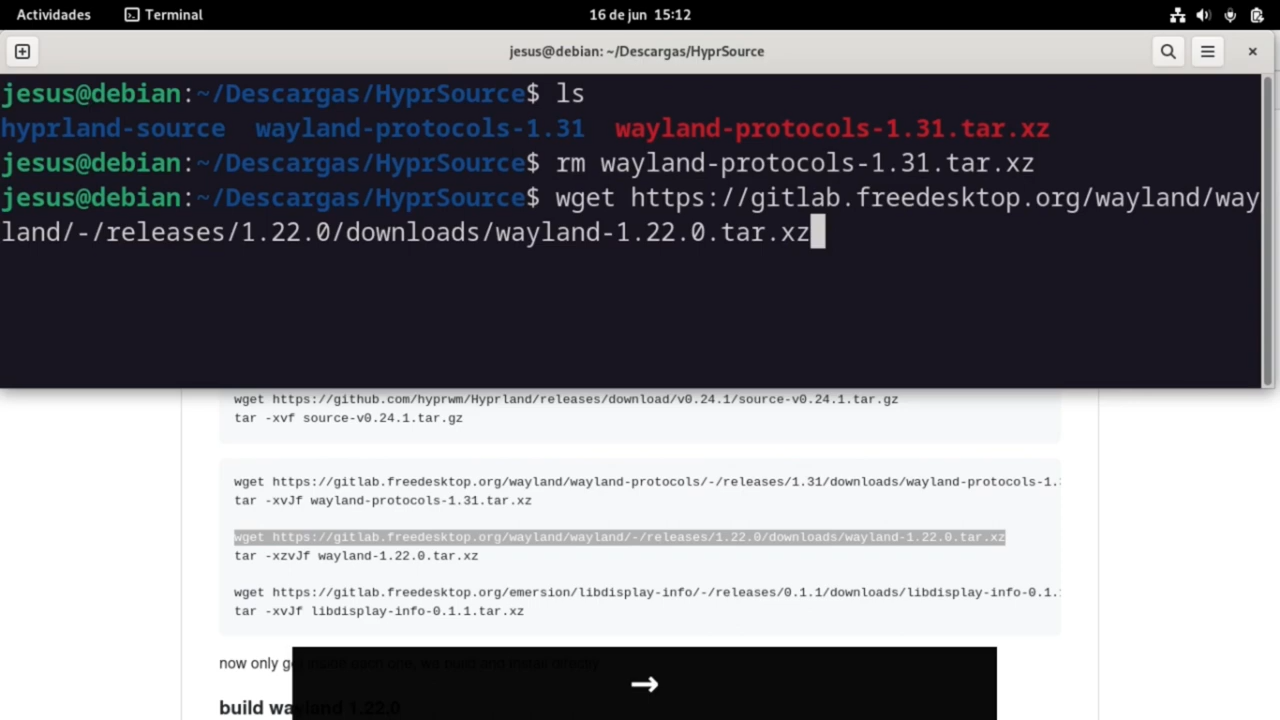 Actividades Terminal 16 de jun 15:12
jesus@debian: ~/Descargas/HyprSource
jesus@debian:~/Descargas/HyprSource$ ls
hyprland-source wayland-protocols-1.31 wayland-protocols-1.31.tar.xz
jesus@debian:~/Descargas/HyprSource$ rm wayland-protocols-1.31.tar.xz
jesus@debian:~/Descargas/HyprSource$ wget https://gitlab.freedesktop.org/wayland/way
land/-/releases/1.22.0/downloads/wayland-1.22.0.tar.xz
wget https://github.com/hyprwm/Hyprland/releases/download/v0.24.1/source-v0.24.1.tar.gz
tar -xvf source-v0.24.1.tar.gz
wget https://gitlab.freedesktop.org/wayland/wayland-protocols/-/releases/1.31/downloads/wayland-protocols-1.
tar -xvJf wayland-protocols-1.31.tar.xz
wget https://gitlab.freedesktop.org/wayland/wayland/-/releases/1.22.0/downloads/wayland-1.22.0.tar.xz
tar -xzvJf wayland-1.22.0.tar.xz
wget https://gitlab.freedesktop.org/emersion/libdisplay-info/-/releases/0.1.1/downloads/libdisplay-info-0.1.
tar -xvJf libdisplay-info-0.1.1.tar.xz
now only
build wayland 1.22.0
→